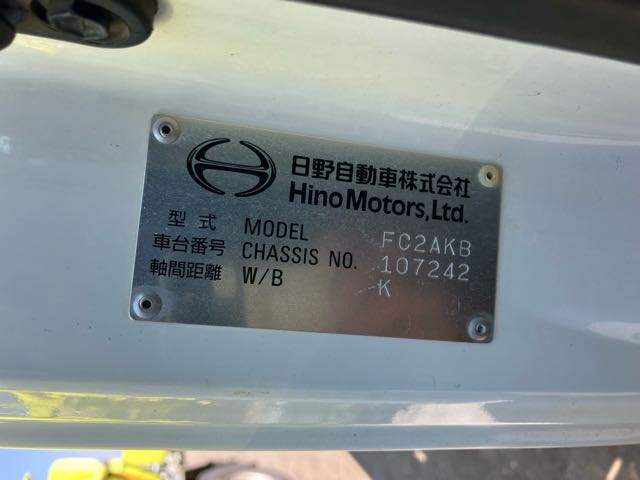 日野自動車株式会社
Hino Motors, Ltd.
型式 MODEL FC2AKB
車台番号 CHASSIS NO. 107242
軸間距離 W/B K